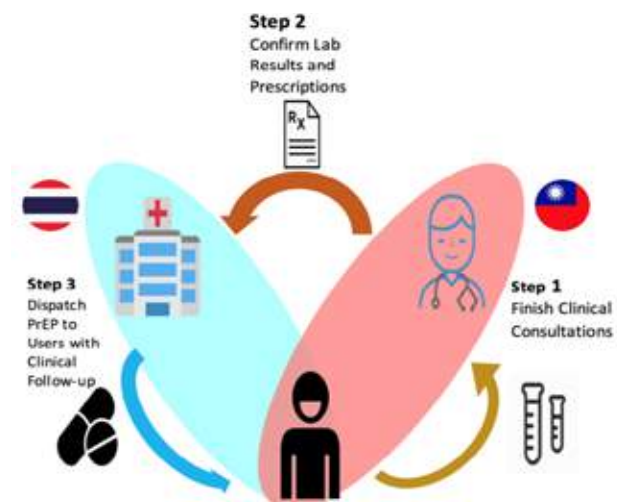 Step 2
Confirm Lab
Results and
Prescriptions
Rx
Step 3
Dispatch
PrEP to
Users with
Clinical
Follow-up
Step 1
Finish Clinical
Consultations